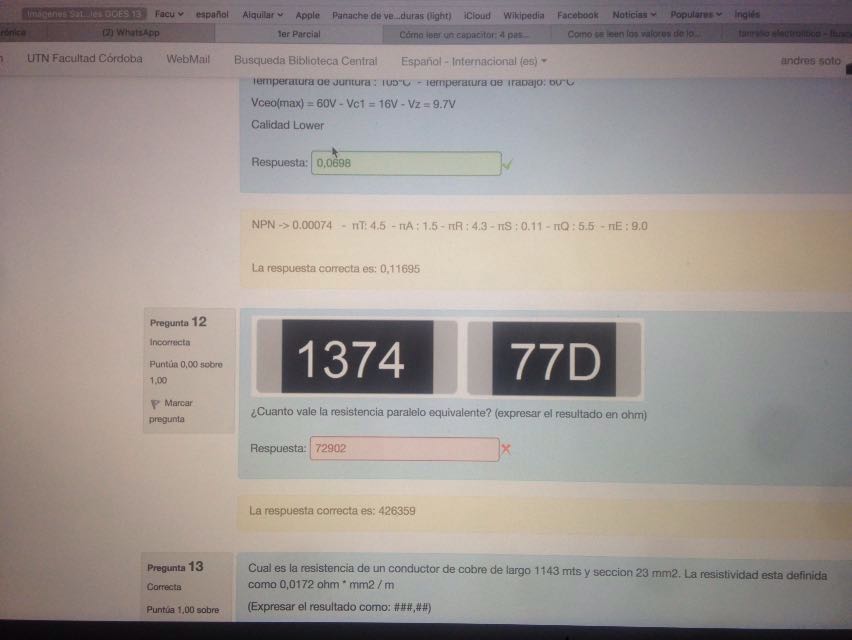 Imagenes Sat...les GOES 13 Facu español Alquilar Apple Panache de ve...duras (light) iCloud Wikipedia Facebook Noticias Populares Inglés
rónica (2) WhatsApp 1er Parcial Cómo leer un capacitor: 4 pas... Como se leen los valores de lo... tantalio electrolitico - Busc
n UTN Facultad Córdoba WebMail Busqueda Biblioteca Central Español - Internacional (es) andres soto
Temperatura de Juntura : 105°C - Temperatura de Trabajo: 60°C
Vceo(max) = 60V - Vc1 = 16V - Vz = 9.7V
Calidad Lower
Respuesta: 0,0698
NPN -> 0.00074 - πT: 4.5 - πA : 1.5 - πR : 4.3 - πS : 0.11 - πQ : 5.5 - πE : 9.0
La respuesta correcta es: 0,11695
Pregunta 12
Incorrecta
Puntúa 0,00 sobre
1,00
Marcar
pregunta
1374 77D
¿Cuanto vale la resistencia paralelo equivalente? (expresar el resultado en ohm)
Respuesta: 72902
La respuesta correcta es: 426359
Pregunta 13
Correcta
Puntúa 1,00 sobre
Cual es la resistencia de un conductor de cobre de largo 1143 mts y seccion 23 mm2. La resistividad esta definida
como 0,0172 ohm * mm2 / m
(Expresar el resultado como: ###,##)